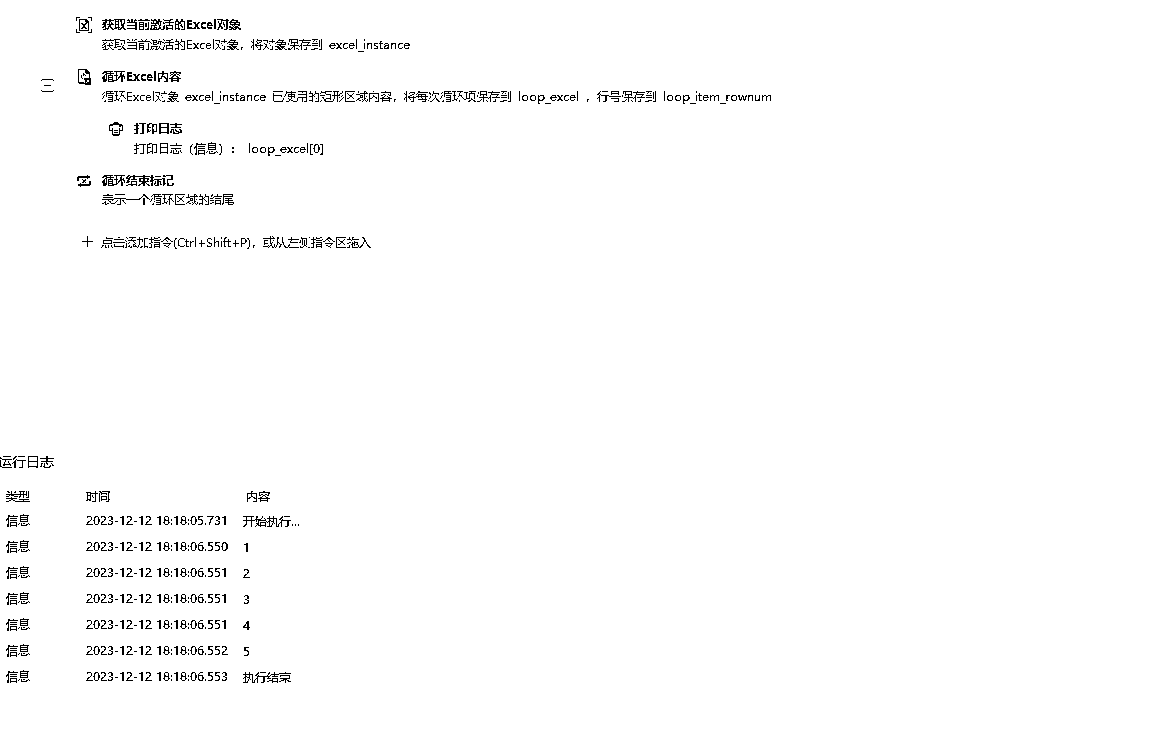 获取当前激活的Excel对象
获取当前激活的Excel对象，将对象保存到 excel_instance
循环Excel内容
循环Excel对象 excel_instance 已使用的矩形区域内容，将每次循环项保存到 loop_excel ，行号保存到 loop_item_rownum
打印日志
打印日志（信息）： loop_excel[0]
循环结束标记
表示一个循环区域的结尾
点击添加指令(Ctrl+Shift+P)，或从左侧指令区拖入
运行日志
类型 时间 内容
信息 2023-12-12 18:18:05.731 开始执行...
信息 2023-12-12 18:18:06.550 1
信息 2023-12-12 18:18:06.551 2
信息 2023-12-12 18:18:06.551 3
信息 2023-12-12 18:18:06.551 4
信息 2023-12-12 18:18:06.552 5
信息 2023-12-12 18:18:06.553 执行结束